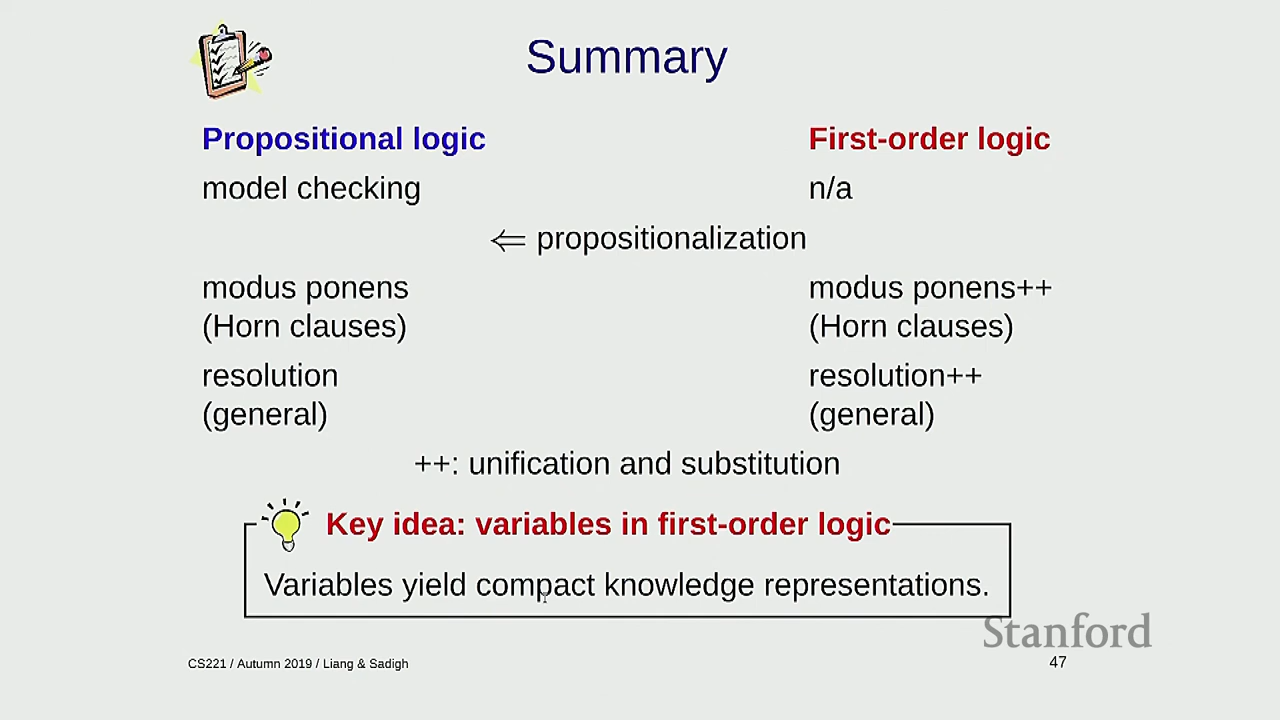 Summary
Propositional logic First-order logic
model checking n/a
⇐ propositionalization
modus ponens modus ponens++
(Horn clauses) (Horn clauses)
resolution resolution++
(general) (general)
++: unification and substitution
Key idea: variables in first-order logic
Variables yield compact knowledge representations.
Stanford
CS221 / Autumn 2019 / Liang & Sadigh 47